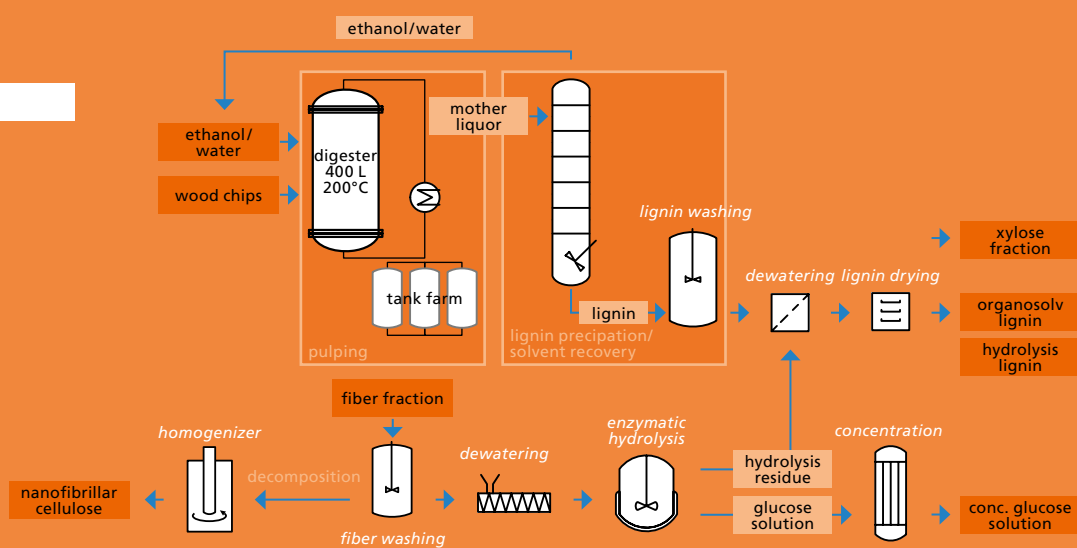 ethanol/water
ethanol/
water
wood chips
digester
400 L
200°C
tank farm
pulping
mother
liquor
lignin
lignin precipation/
solvent recovery
lignin washing
dewatering
lignin drying
xylose
fraction
organosolv
lignin
hydrolysis
lignin
fiber fraction
homogenizer
decomposition
nanofibrillar
cellulose
fiber washing
dewatering
enzymatic
hydrolysis
hydrolysis
residue
glucose
solution
concentration
conc. glucose
solution